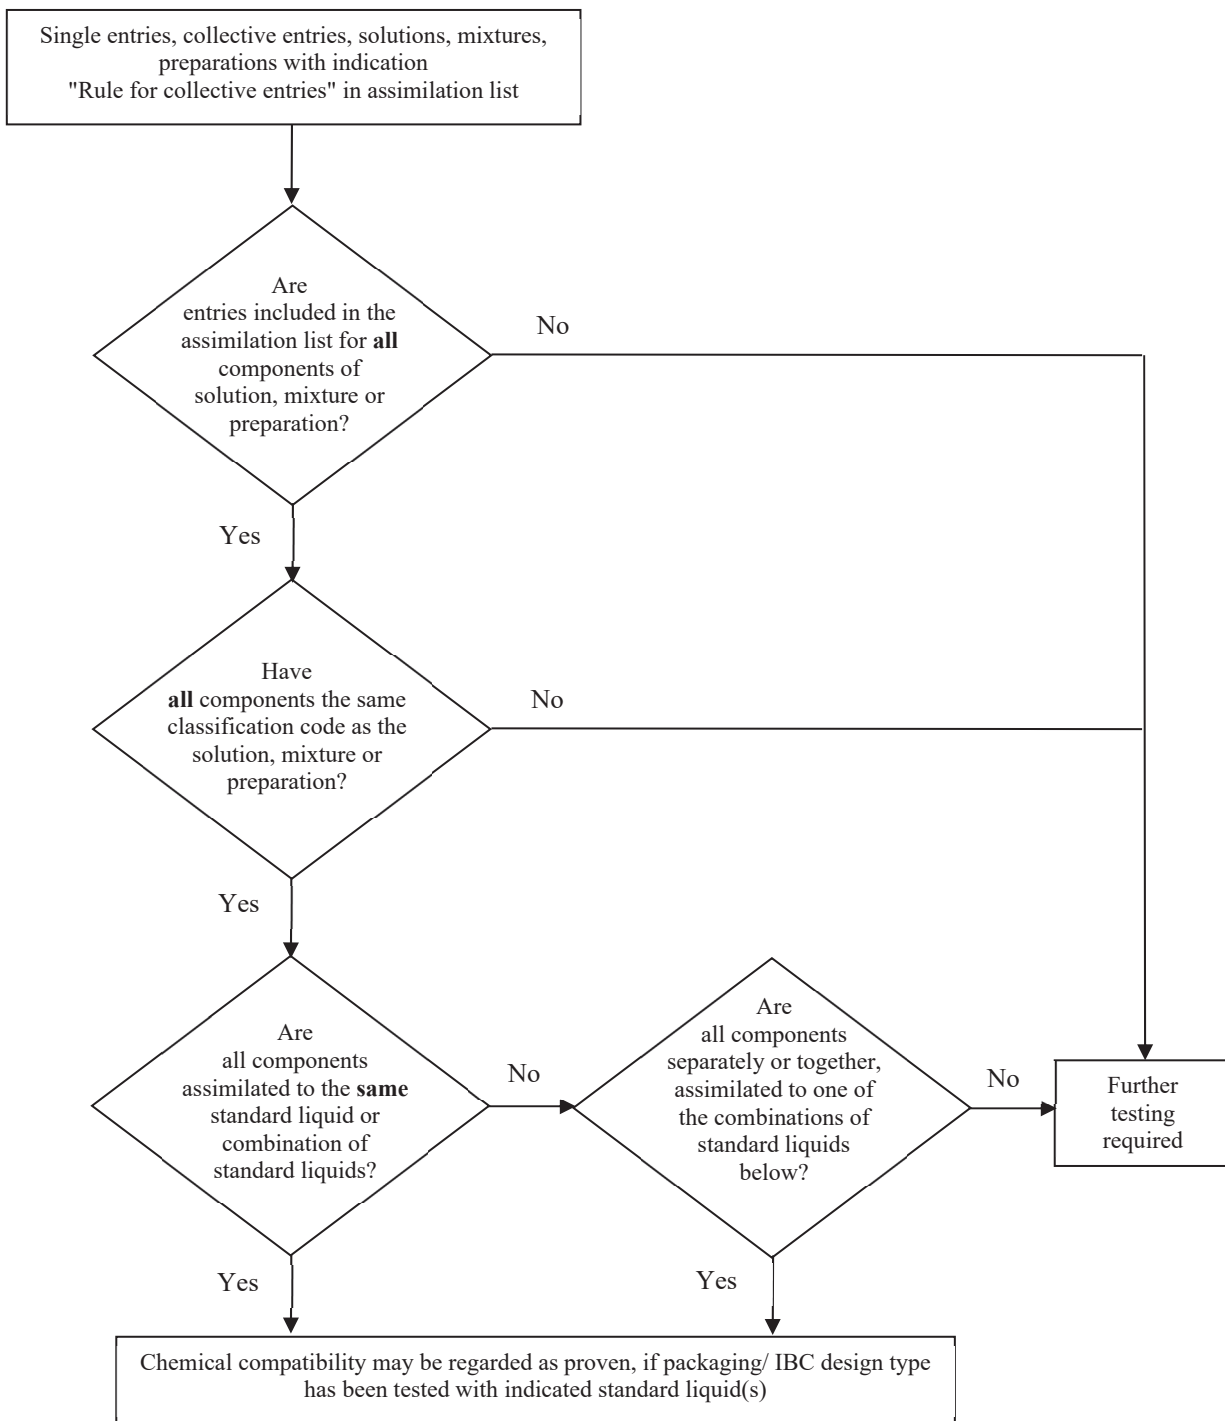 Single entries, collective entries, solutions, mixtures,
preparations with indication
"Rule for collective entries" in assimilation list
Are
entries included in the
assimilation list for all
components of
solution, mixture or
preparation?
No
Yes
Have
all components the same
classification code as the
solution, mixture or
preparation?
No
Yes
Are
all components
assimilated to the same
standard liquid or
combination of
standard liquids?
No
Are
all components
separately or together,
assimilated to one of
the combinations of
standard liquids
below?
No
Further
testing
required
Yes
Yes
Chemical compatibility may be regarded as proven, if packaging/ IBC design type
has been tested with indicated standard liquid(s)